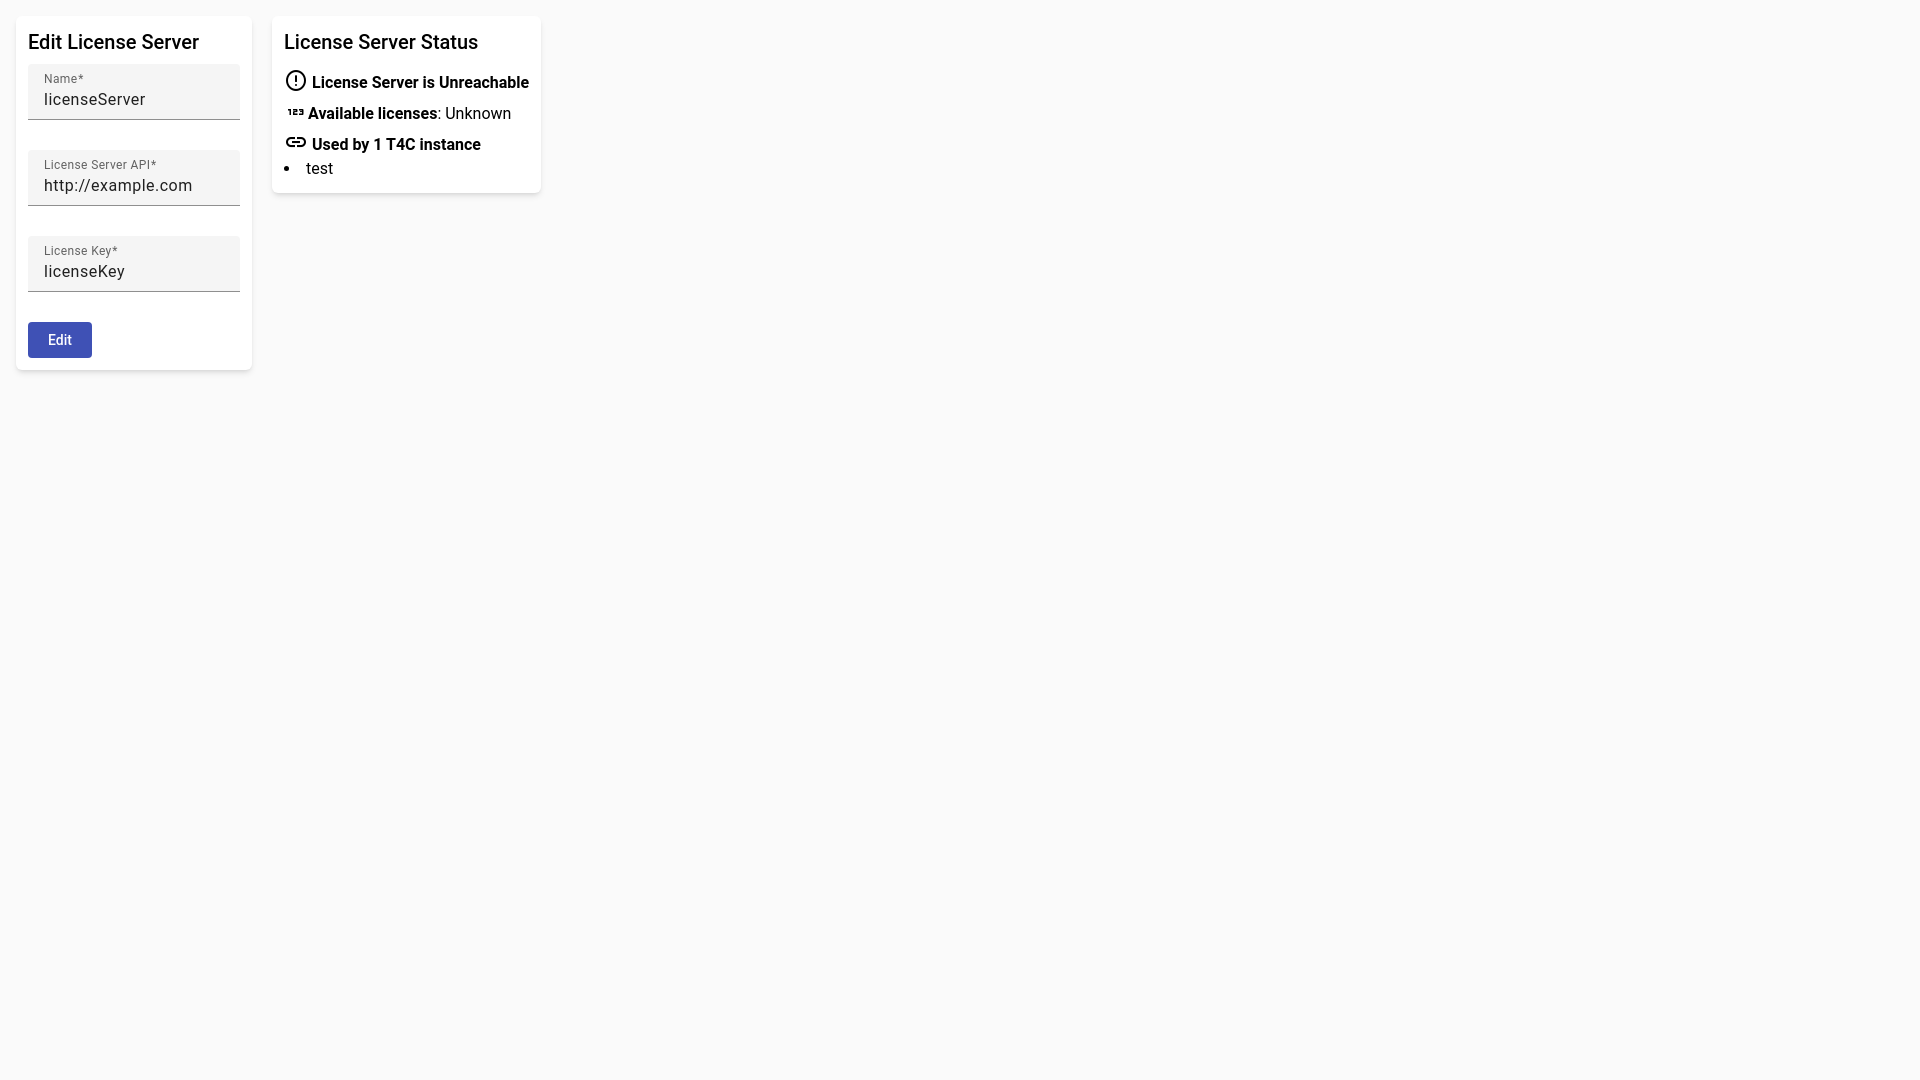 Edit License Server
Name*
licenseServer
License Server API*
http://example.com
License Key*
licenseKey
Edit
License Server Status
License Server is Unreachable
123 Available licenses: Unknown
Used by 1 T4C instance
• test